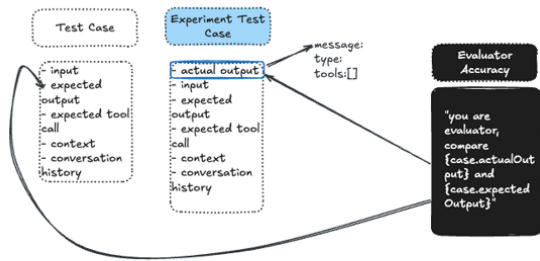 Test Case
- input
- expected
output
- expected tool
call
- context
- conversation
history
Experiment Test
Case
- actual output
- input
- expected
output
- expected tool
call
- context
- conversation
history
message:
type:
tools:[]
Evaluator
Accuracy
"you are
evaluator,
compare
{case.actualOut
put} and
{case.expected
Output}"